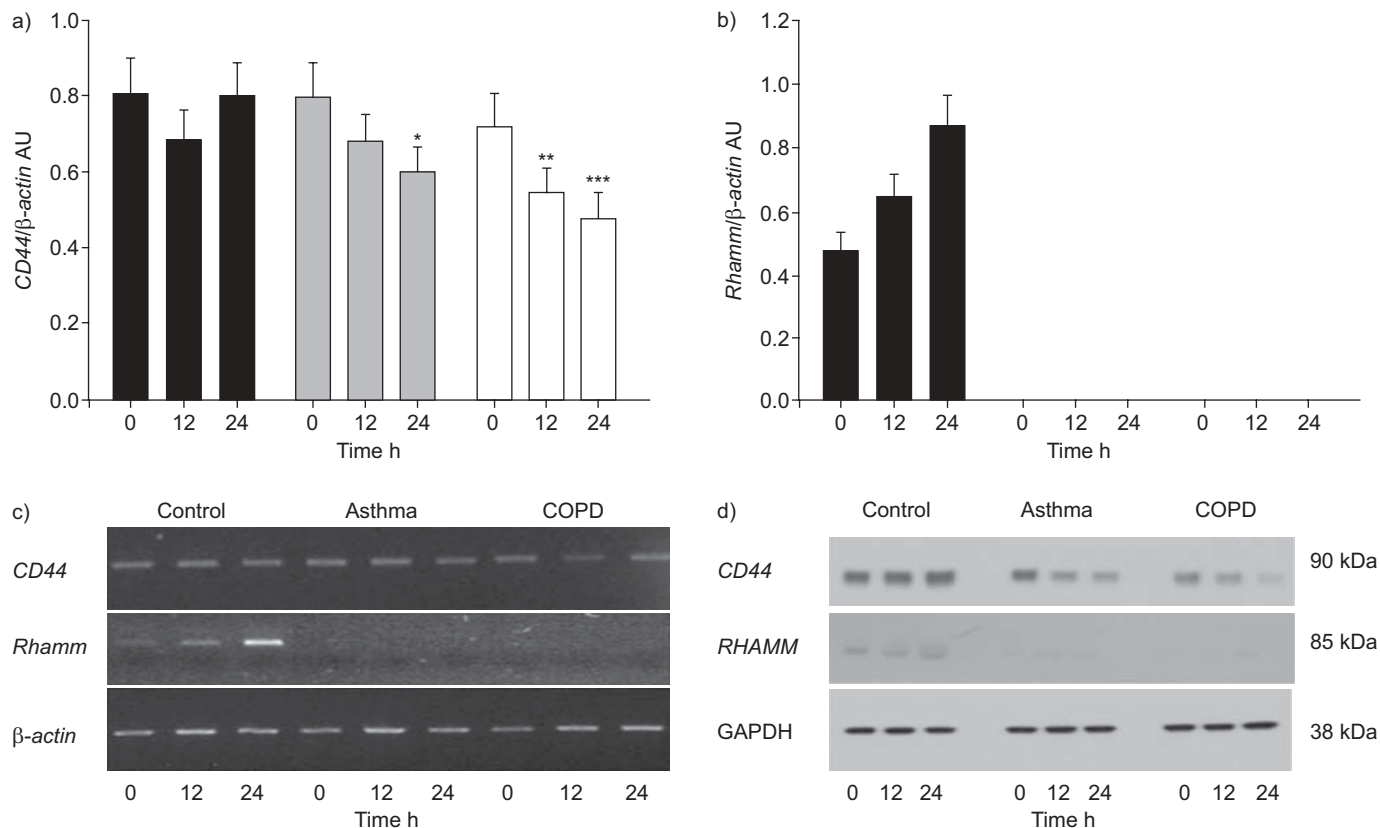 a)
1.0
0.8
0.6
0.4
0.2
0.0
CD44/β-actin AU
*
**
***
0 12 24 0 12 24 0 12 24
Time h
b)
1.2
1.0
0.8
0.6
0.4
0.2
0.0
Rhamm/β-actin AU
0 12 24 0 12 24 0 12 24
Time h
c)
Control Asthma COPD
CD44
Rhamm
β-actin
0 12 24 0 12 24 0 12 24
Time h
d)
Control Asthma COPD
CD44 90 kDa
RHAMM 85 kDa
GAPDH 38 kDa
0 12 24 0 12 24 0 12 24
Time h